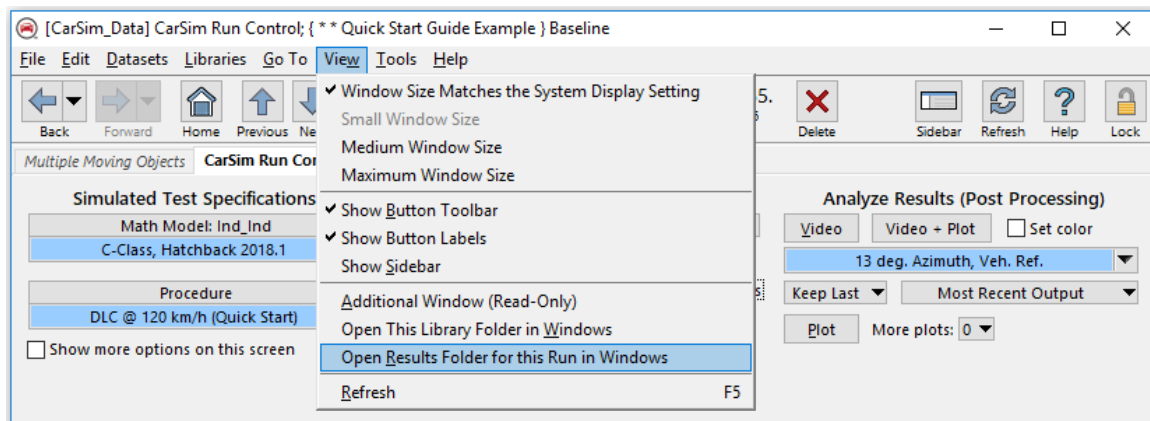 [CarSim_Data] CarSim Run Control; { * * Quick Start Guide Example } Baseline
File Edit Datasets Libraries Go To View Tools Help
Back Forward Home Previous Ne
5.
Delete Sidebar Refresh Help Lock
Multiple Moving Objects CarSim Run Cor
Window Size Matches the System Display Setting
Small Window Size
Medium Window Size
Maximum Window Size
Show Button Toolbar
Show Button Labels
Show Sidebar
Additional Window (Read-Only)
Open This Library Folder in Windows
Open Results Folder for this Run in Windows
Refresh F5
Simulated Test Specifications
Math Model: Ind_Ind
C-Class, Hatchback 2018.1
Procedure
DLC @ 120 km/h (Quick Start)
Show more options on this screen
Analyze Results (Post Processing)
Video Video + Plot Set color
13 deg. Azimuth, Veh. Ref.
s
Keep Last Most Recent Output
Plot More plots: 0